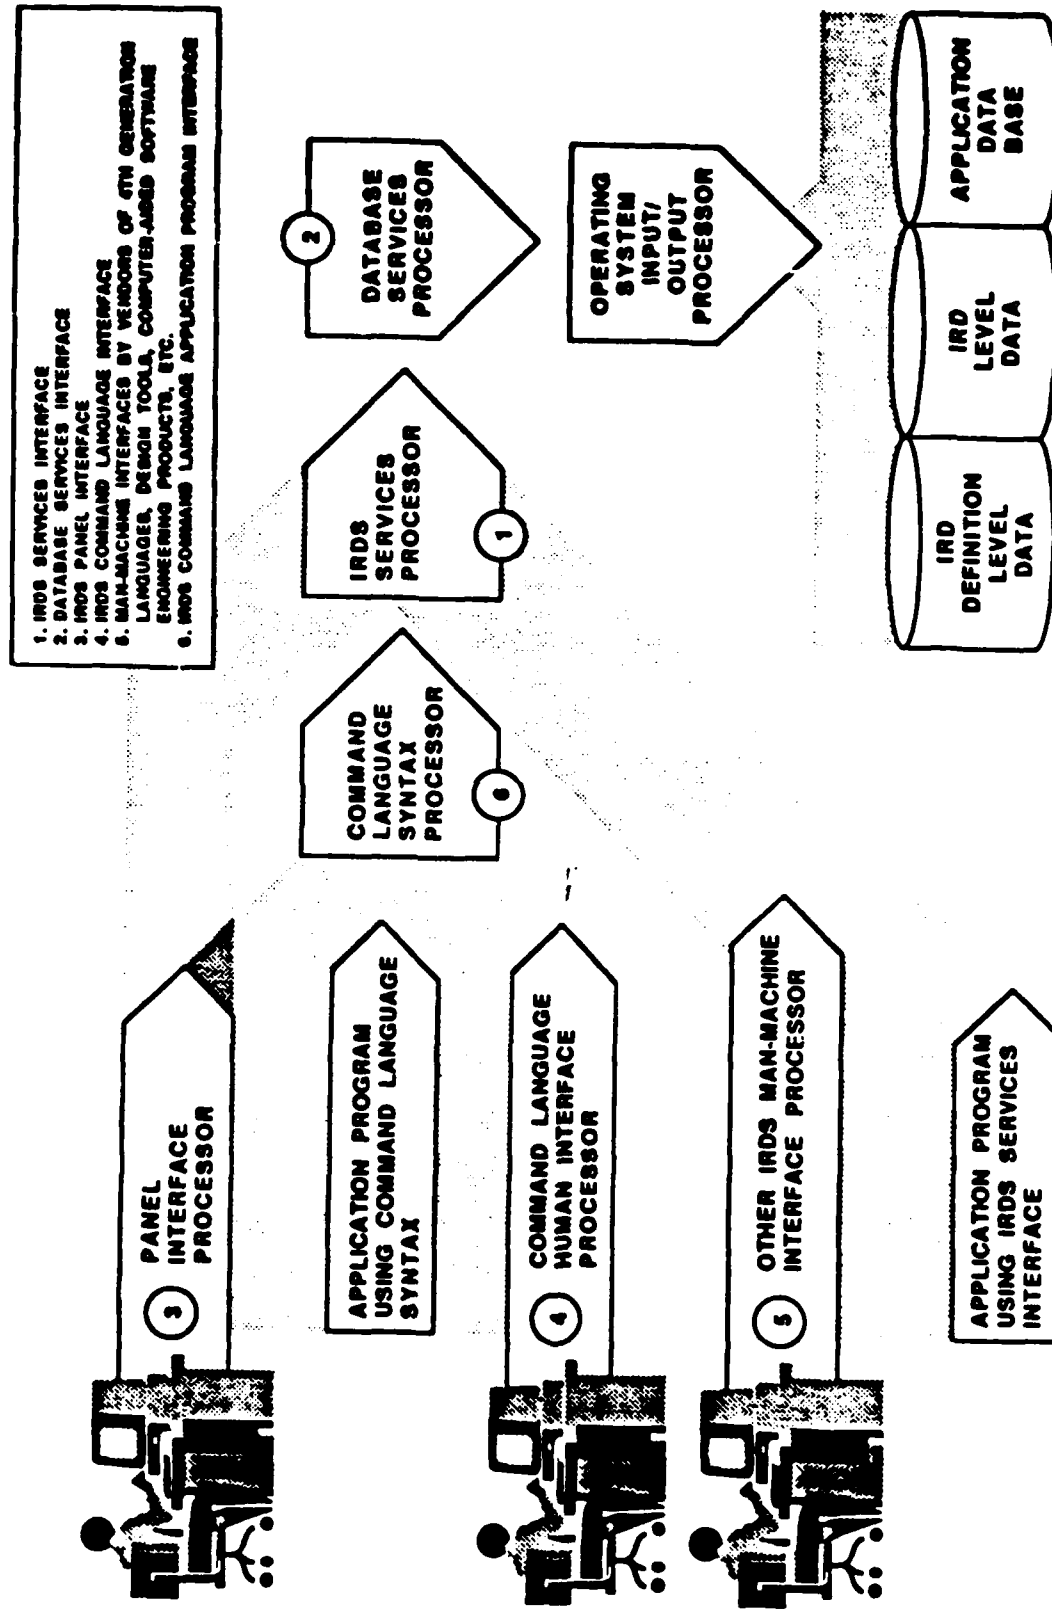 1. IRDS SERVICES INTERFACE
2. DATABASE SERVICES INTERFACE
3. IRDS PANEL INTERFACE
4. IRDS COMMAND LANGUAGE INTERFACE
5. MAN-MACHINE INTERFACES BY VENDORS OF 4TH GENERATION
LANGUAGES, DESIGN TOOLS, COMPUTER-AIDED SOFTWARE
ENGINEERING PRODUCTS, ETC.
6. IRDS COMMAND LANGUAGE APPLICATION PROGRAM INTERFACE
3
PANEL
INTERFACE
PROCESSOR
APPLICATION PROGRAM
USING COMMAND LANGUAGE
SYNTAX
4
COMMAND LANGUAGE
HUMAN INTERFACE
PROCESSOR
5
OTHER IRDS MAN-MACHINE
INTERFACE PROCESSOR
APPLICATION PROGRAM
USING IRDS SERVICES
INTERFACE
COMMAND
LANGUAGE
SYNTAX
PROCESSOR
6
IRDS
SERVICES
PROCESSOR
1
2
DATABASE
SERVICES
PROCESSOR
OPERATING
SYSTEM
INPUT/
OUTPUT
PROCESSOR
IRD
DEFINITION
LEVEL
DATA
IRD
LEVEL
DATA
APPLICATION
DATA
BASE